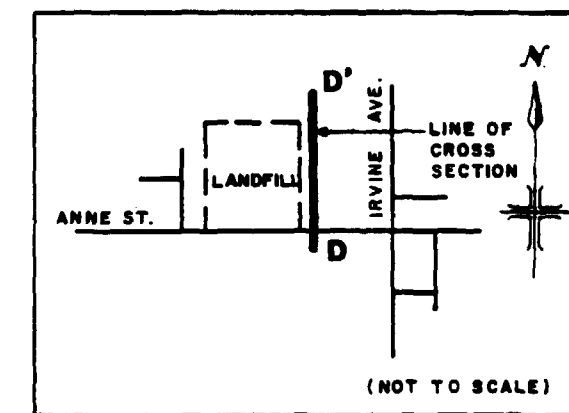 N
D'
IRVINE AVE.
LINE OF
CROSS
SECTION
LANDFILL
ANNE ST.
D
(NOT TO SCALE)